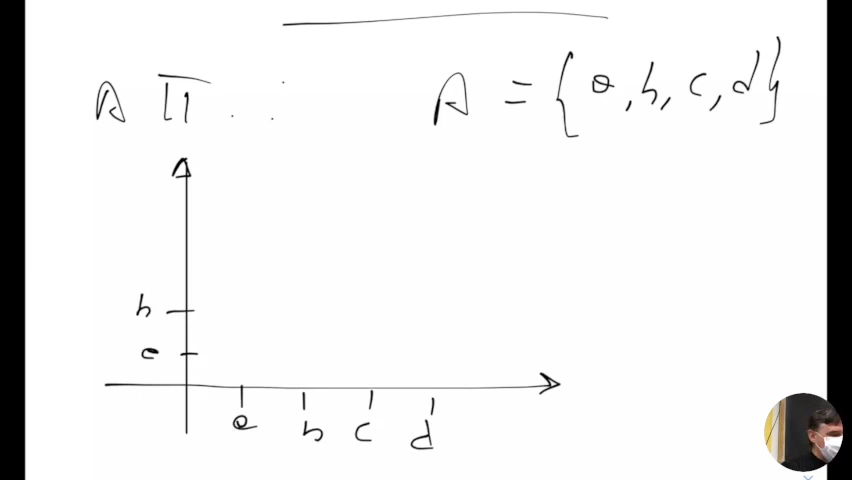 A = {a, b, c, d}
b
a
a b c d